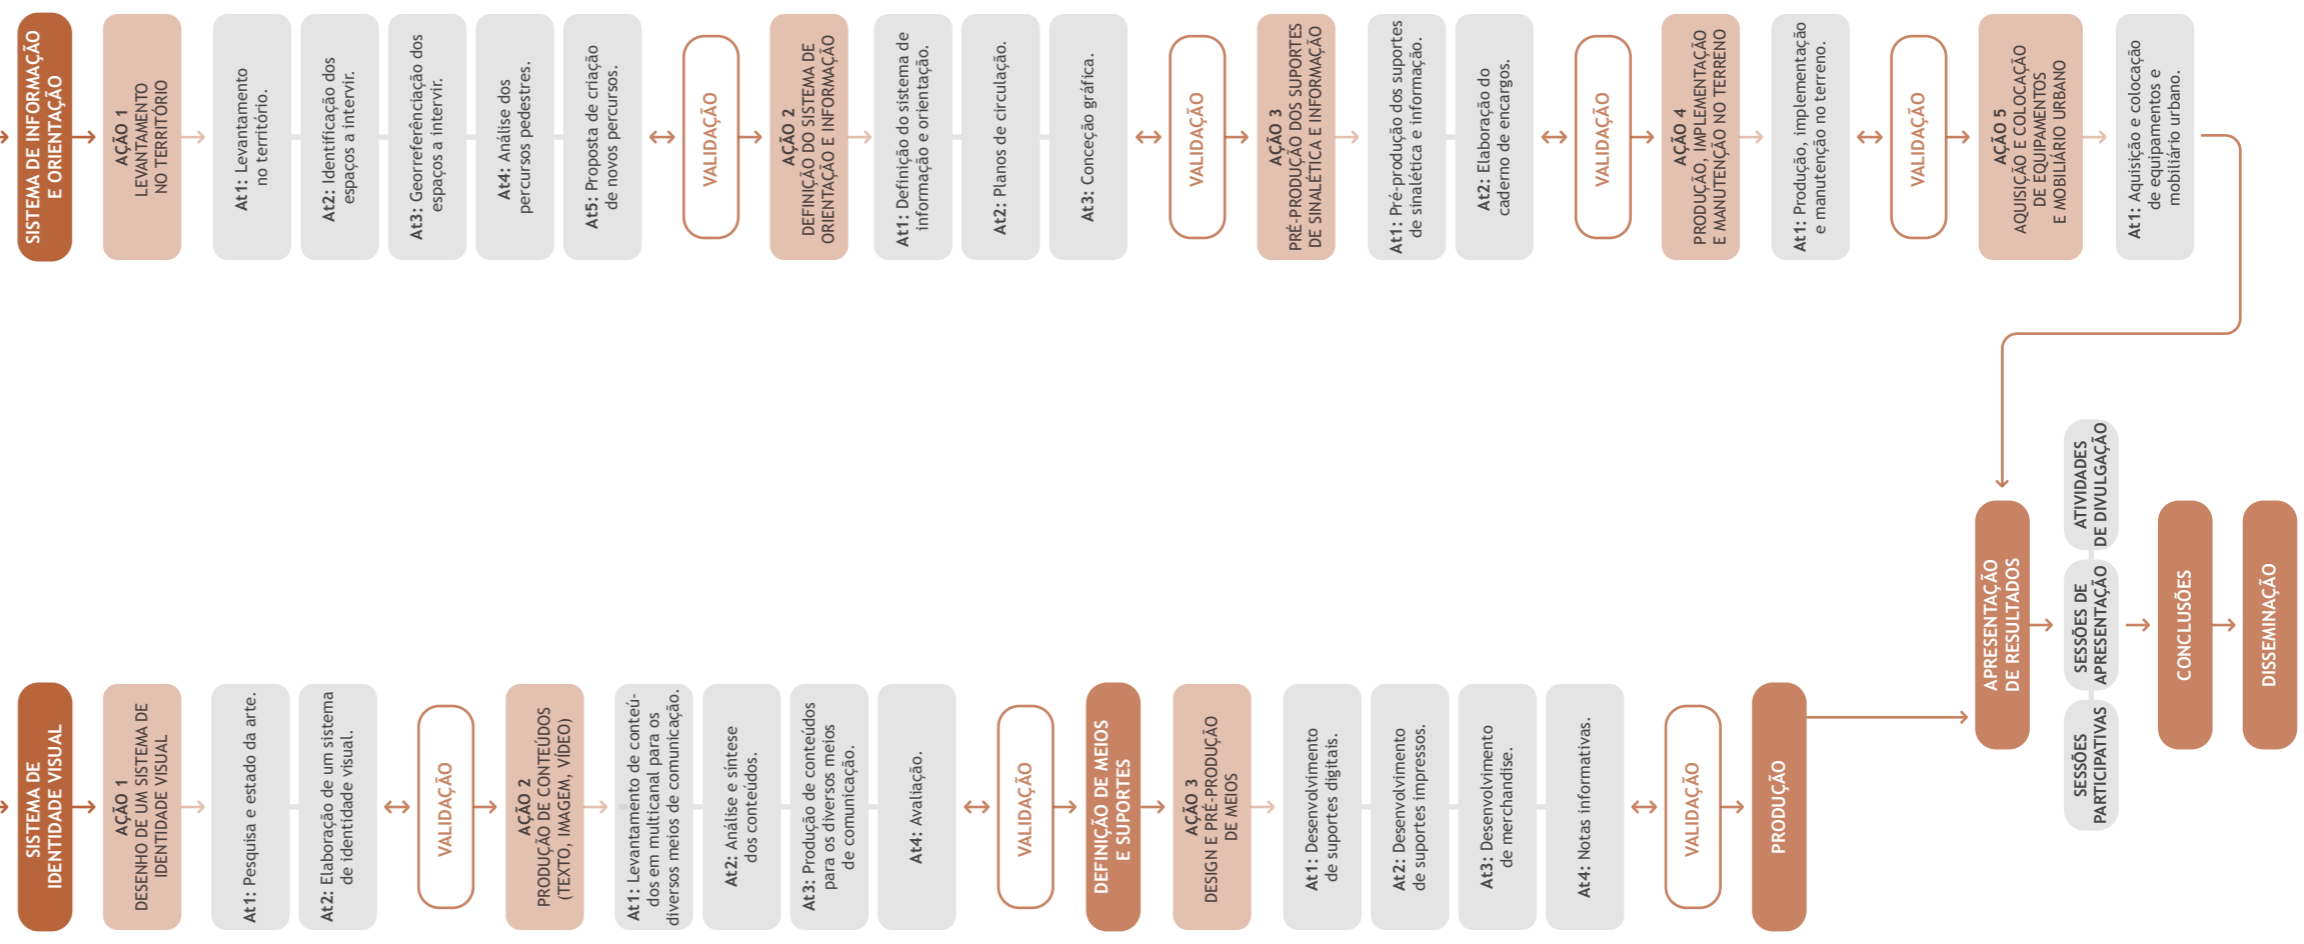 SISTEMA DE
IDENTIDADE VISUAL
AÇÃO 1
DESENHO DE UM SISTEMA DE
IDENTIDADE VISUAL
At1: Pesquisa e estado da arte.
At2: Elaboração de um sistema
de identidade visual.
VALIDAÇÃO
AÇÃO 2
PRODUÇÃO DE CONTEÚDOS
(TEXTO, IMAGEM, VÍDEO)
At1: Levantamento de conteú-
dos em multicanal para os
diversos meios de comunicação.
At2: Análise e síntese
dos conteúdos.
At3: Produção de conteúdos
para os diversos meios
de comunicação.
At4: Avaliação.
VALIDAÇÃO
DEFINIÇÃO DE MEIOS
E SUPORTES
AÇÃO 3
DESIGN E PRÉ-PRODUÇÃO
DE MEIOS
At1: Desenvolvimento
de suportes digitais.
At2: Desenvolvimento
de suportes impressos.
At3: Desenvolvimento
de merchandise.
At4: Notas informativas.
VALIDAÇÃO
PRODUÇÃO
SISTEMA DE INFORMAÇÃO
E ORIENTAÇÃO
AÇÃO 1
LEVANTAMENTO
NO TERRITÓRIO
At1: Levantamento
no território.
At2: Identificação dos
espaços a intervir.
At3: Georreferênciação dos
espaços a intervir.
At4: Análise dos
percursos pedestres.
At5: Proposta de criação
de novos percursos.
VALIDAÇÃO
AÇÃO 2
DEFINIÇÃO DO SISTEMA DE
ORIENTAÇÃO E INFORMAÇÃO
At1: Definição do sistema de
informação e orientação.
At2: Planos de circulação.
At3: Conceção gráfica.
VALIDAÇÃO
AÇÃO 3
PRÉ-PRODUÇÃO DOS SUPORTES
DE SINALÉTICA E INFORMAÇÃO
At1: Pré-produção dos suportes
de sinalética e informação.
At2: Elaboração do
caderno de encargos.
VALIDAÇÃO
AÇÃO 4
PRODUÇÃO, IMPLEMENTAÇÃO
E MANUTENÇÃO NO TERRENO
At1: Produção, implementação
e manutenção no terreno.
VALIDAÇÃO
AÇÃO 5
AQUISIÇÃO E COLOCAÇÃO
DE EQUIPAMENTOS
E MOBILIÁRIO URBANO
At1: Aquisição e colocação
de equipamentos e
mobiliário urbano.
APRESENTAÇÃO
DE RESULTADOS
SESSÕES
PARTICIPATIVAS
SESSÕES DE
APRESENTAÇÃO
ATIVIDADES
DE DIVULGAÇÃO
CONCLUSÕES
DISSEMINAÇÃO